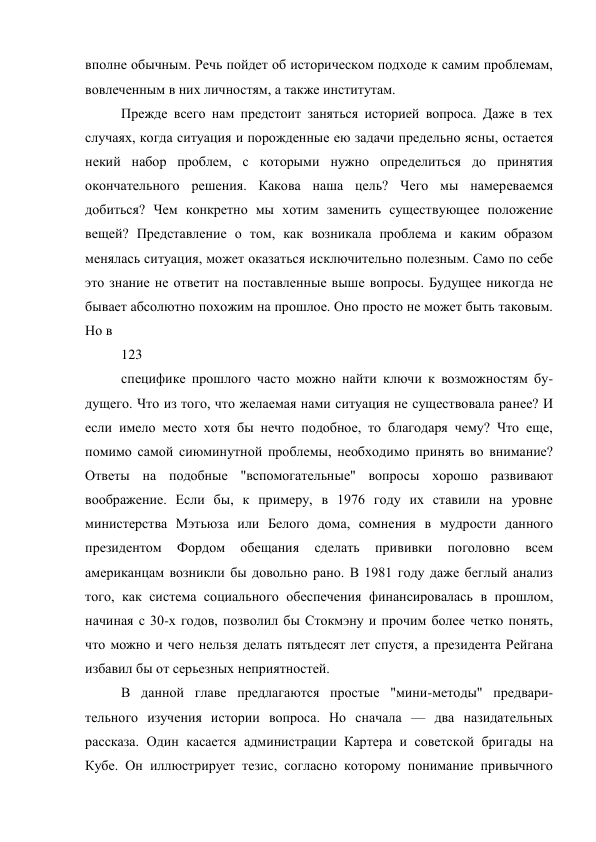 вполне обычным. Речь пойдет об историческом подходе к самим проблемам,
вовлеченным в них личностям, а также институтам.
Прежде всего нам предстоит заняться историей вопроса. Даже в тех
случаях, когда ситуация и порожденные ею задачи предельно ясны, остается
некий набор проблем, с которыми нужно определиться до принятия
окончательного решения. Какова наша цель? Чего мы намереваемся
добиться? Чем конкретно мы хотим заменить существующее положение
вещей? Представление о том, как возникала проблема и каким образом
менялась ситуация, может оказаться исключительно полезным. Само по себе
это знание не ответит на поставленные выше вопросы. Будущее никогда не
бывает абсолютно похожим на прошлое. Оно просто не может быть таковым.
Но в
123
специфике прошлого часто можно найти ключи к возможностям бу-
дущего. Что из того, что желаемая нами ситуация не существовала ранее? И
если имело место хотя бы нечто подобное, то благодаря чему? Что еще,
помимо самой сиюминутной проблемы, необходимо принять во внимание?
Ответы на подобные "вспомогательные" вопросы хорошо развивают
воображение. Если бы, к примеру, в 1976 году их ставили на уровне
министерства Мэтьюза или Белого дома, сомнения в мудрости данного
президентом Фордом обещания сделать прививки поголовно всем
американцам возникли бы довольно рано. В 1981 году даже беглый анализ
того, как система социального обеспечения финансировалась в прошлом,
начиная с 30-х годов, позволил бы Стокмэну и прочим более четко понять,
что можно и чего нельзя делать пятьдесят лет спустя, а президента Рейгана
избавил бы от серьезных неприятностей.
В данной главе предлагаются простые "мини-методы" предвари-
тельного изучения истории вопроса. Но сначала — два назидательных
рассказа. Один касается администрации Картера и советской бригады на
Кубе. Он иллюстрирует тезис, согласно которому понимание привычного